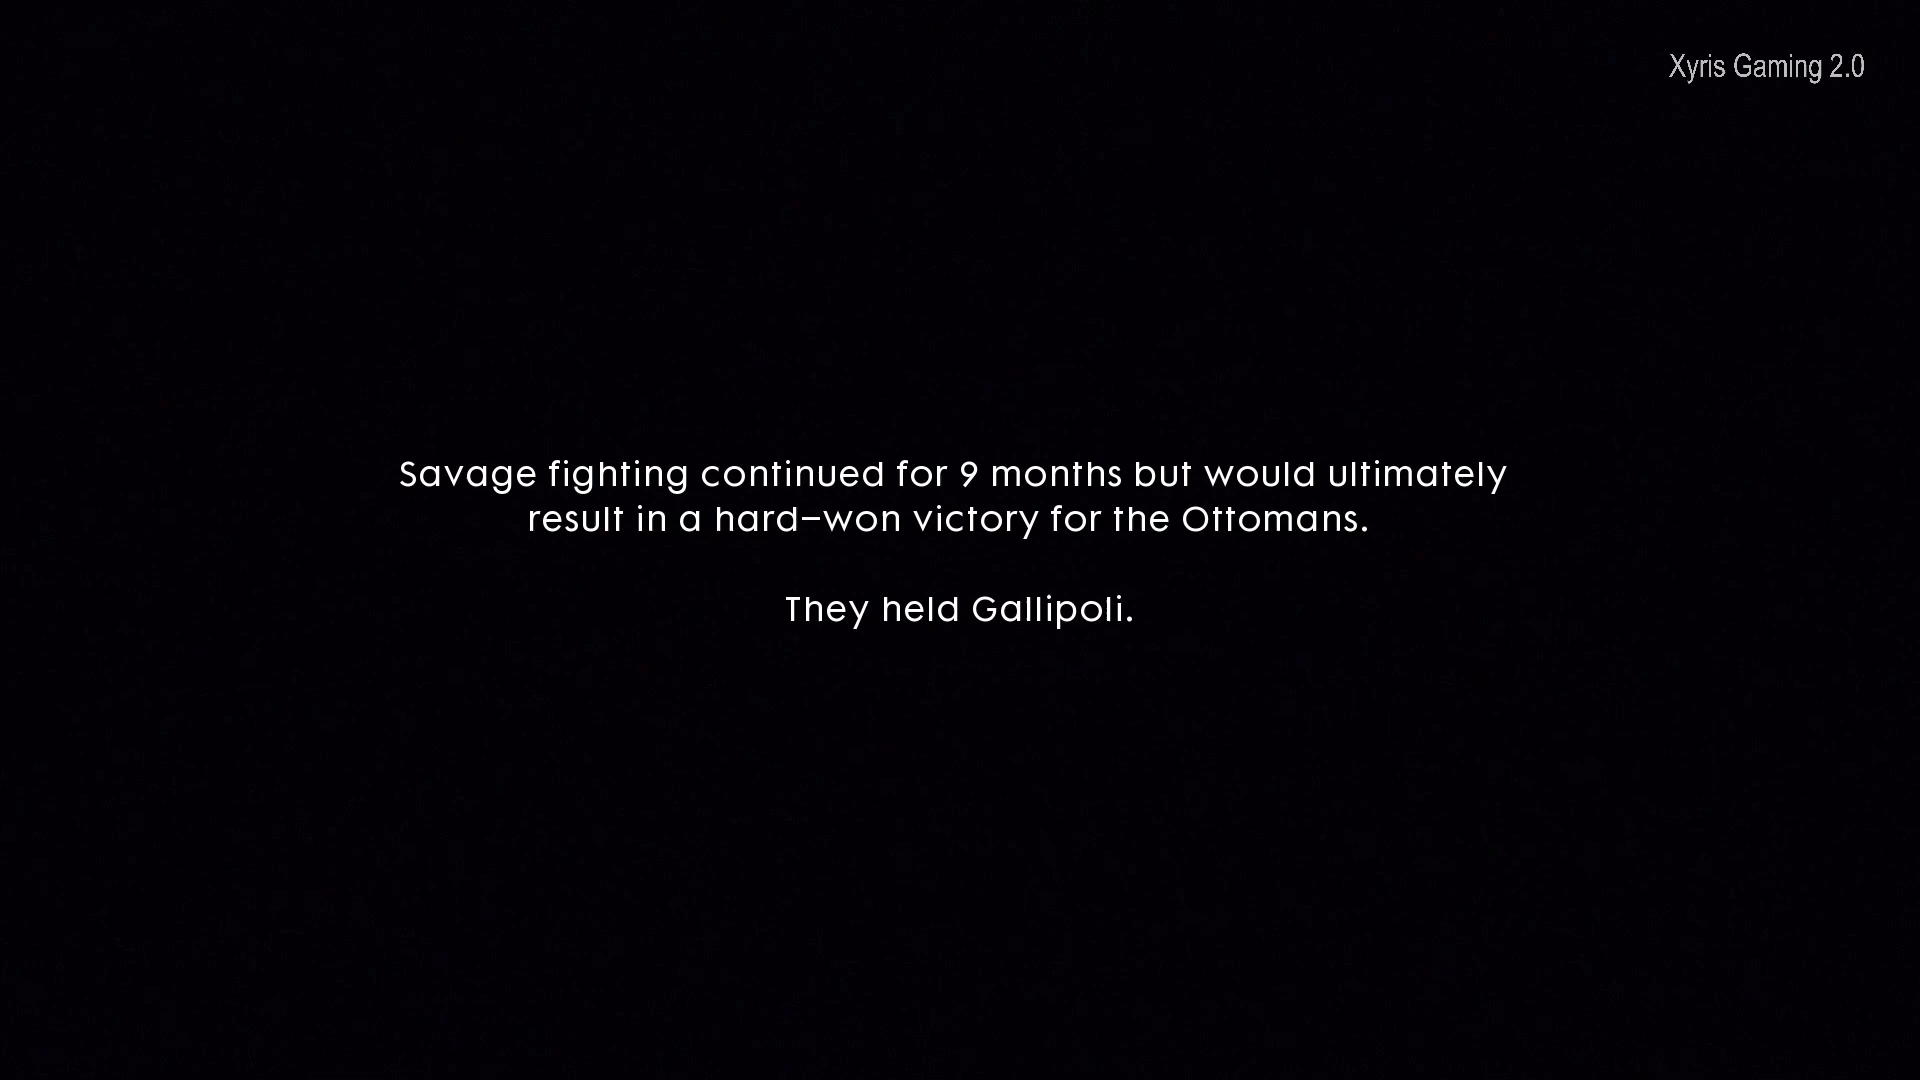 Xyris Gaming 2.0
Savage fighting continued for 9 months but would ultimately
result in a hard–won victory for the Ottomans.
They held Gallipoli.